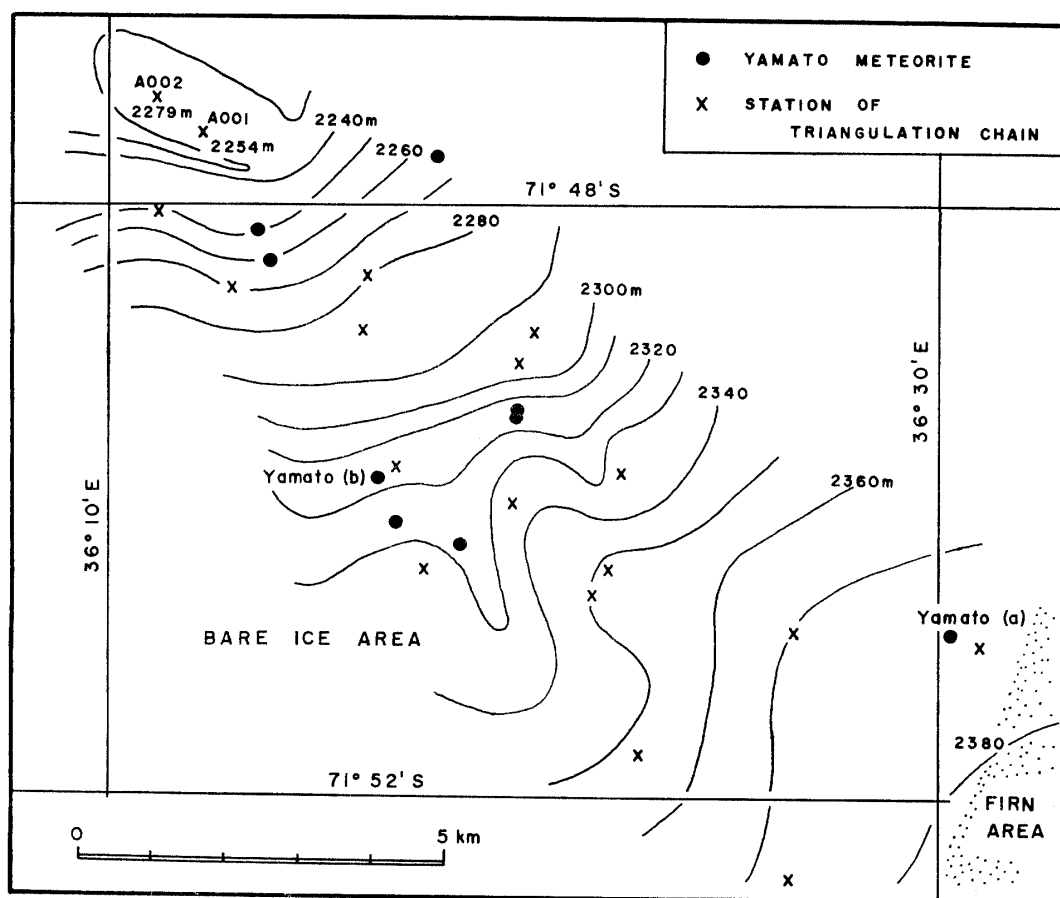 ● YAMATO METEORITE
X STATION OF
TRIANGULATION CHAIN
A002
2279m
A001
2254m
2240m
2260
71° 48' S
2280
2300m
2320
36° 30' E
2340
Yamato (b)
2360m
36° 10' E
Yamato (a)
BARE ICE AREA
2380
71° 52' S
FIRN
AREA
0 5 km